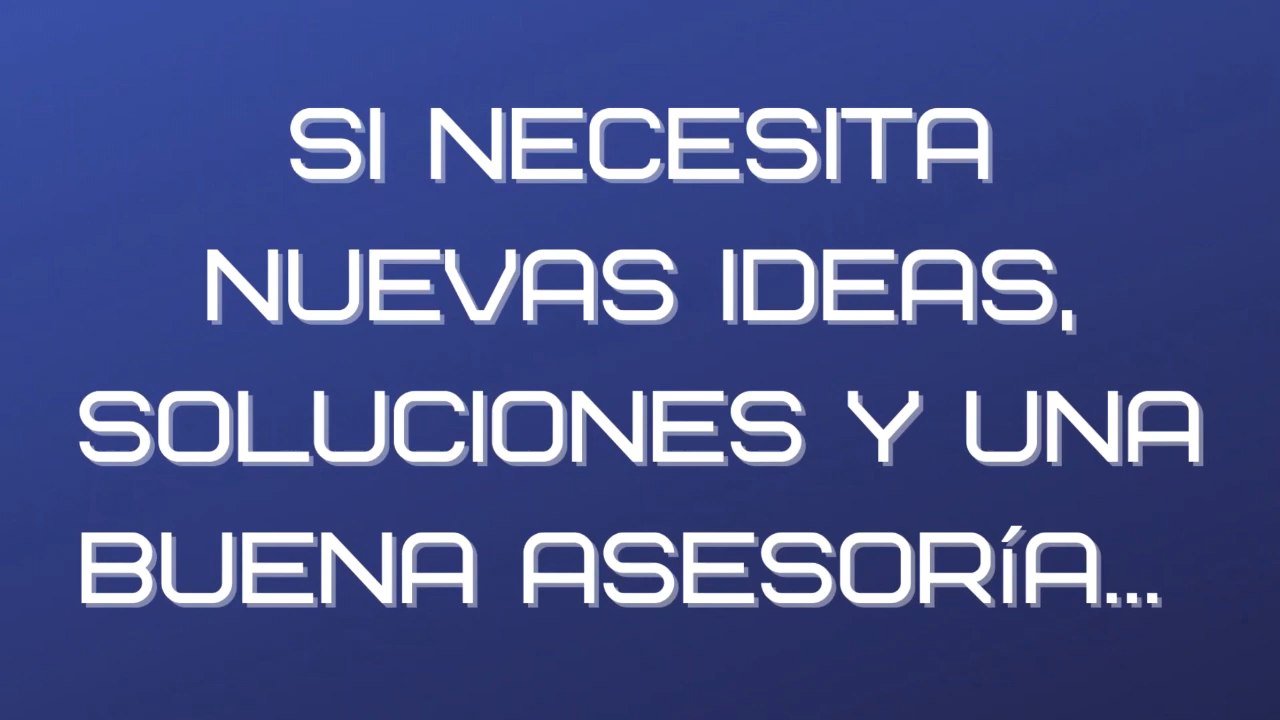 SI NECESITA
NUEVAS IDEAS,
SOLUCIONES Y UNA
BUENA ASESORíA...